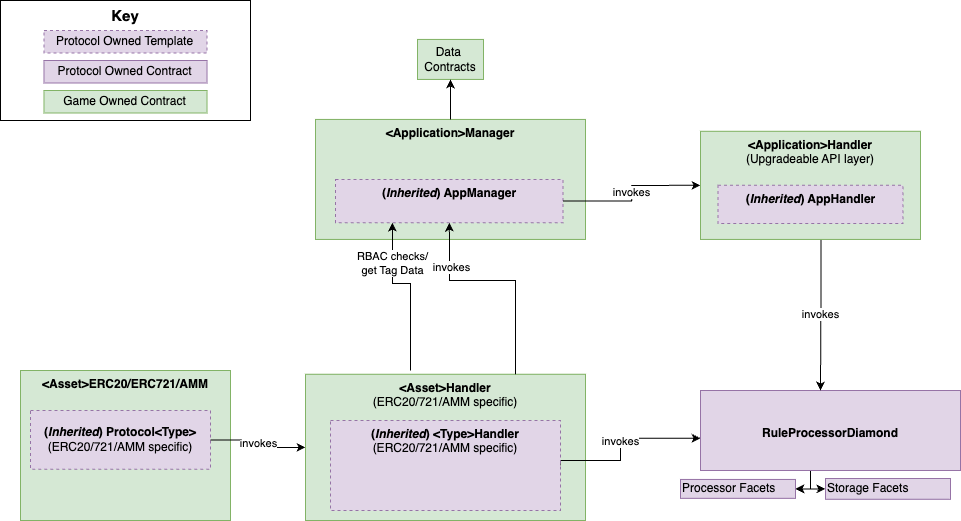 Key
Protocol Owned Template
Protocol Owned Contract
Game Owned Contract
Data
Contracts
<Application>Manager
(Inherited) AppManager
invokes
<Application>Handler
(Upgradeable API layer)
(Inherited) AppHandler
RBAC checks/
get Tag Data
invokes
invokes
<Asset>ERC20/ERC721/AMM
(Inherited) Protocol<Type>
(ERC20/721/AMM specific)
invokes
<Asset>Handler
(ERC20/721/AMM specific)
(Inherited) <Type>Handler
(ERC20/721/AMM specific)
invokes
RuleProcessorDiamond
Processor Facets
Storage Facets